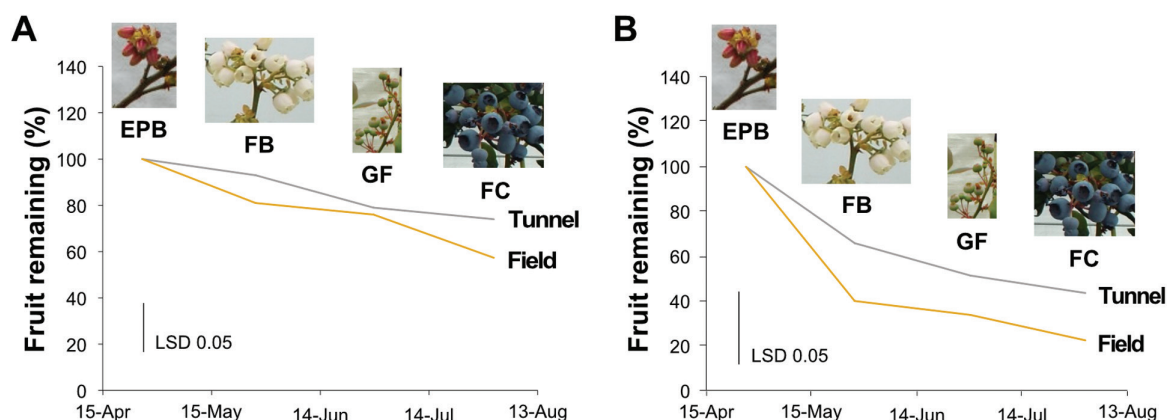 A
Fruit remaining (%)
140
120
100
80
60
40
20
0
EPB
FB
GF
FC
Tunnel
Field
LSD 0.05
15-Apr
15-May
14-Jun
14-Jul
13-Aug
B
Fruit remaining (%)
140
120
100
80
60
40
20
0
EPB
FB
GF
FC
Tunnel
Field
LSD 0.05
15-Apr
15-May
14-Jun
14-Jul
13-Aug